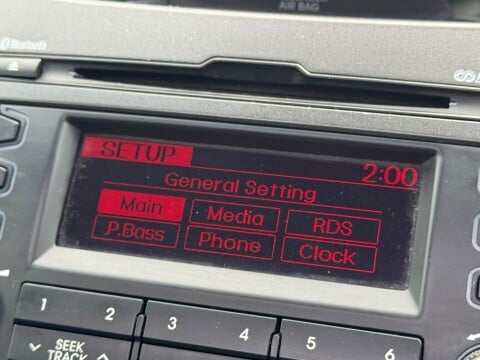 AIR BAG
Bluetooth
SETUP
2:00
General Setting
Main Media RDS
P.Bass Phone Clock
1 2 3 4 5 6
SEEK
TRACK